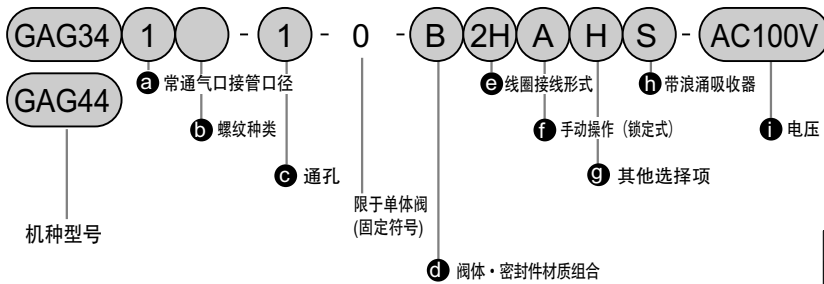 GAG34 1 - 1 - 0 - B 2H A H S - AC100V
GAG44
a 常通气口接管口径
e 线圈接线形式
h 带浪涌吸收器
b 螺纹种类
f 手动操作（锁定式）
i 电压
c 通孔
g 其他选择项
限于单体阀
(固定符号)
机种型号
d 阀体・密封件材质组合